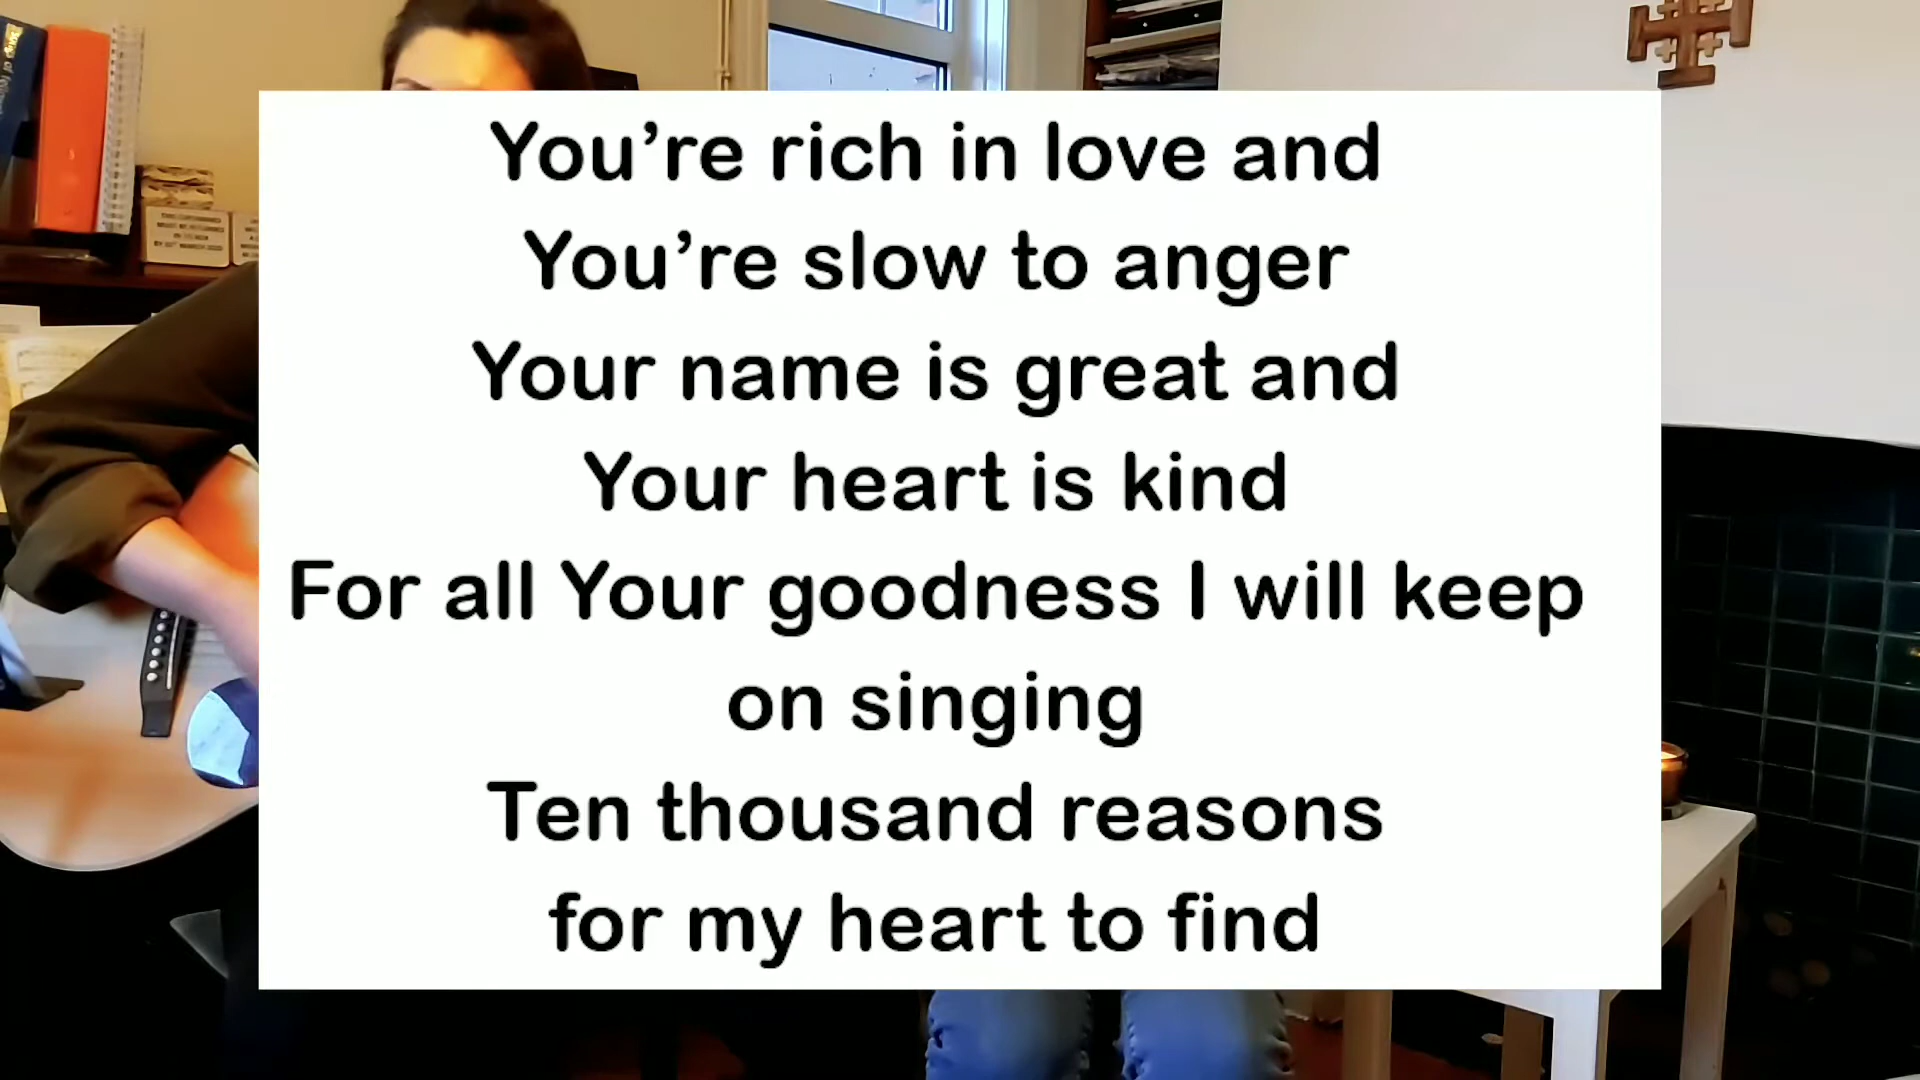 You're rich in love and
You're slow to anger
Your name is great and
Your heart is kind
For all Your goodness I will keep
on singing
Ten thousand reasons
for my heart to find